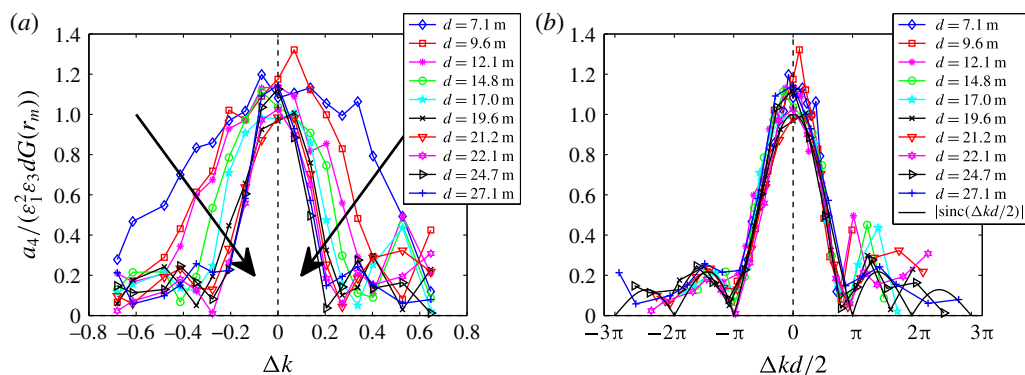 (a)
d = 7.1 m
d = 9.6 m
d = 12.1 m
d = 14.8 m
d = 17.0 m
d = 19.6 m
d = 21.2 m
d = 22.1 m
d = 24.7 m
d = 27.1 m
1.4
1.2
1.0
0.8
0.6
0.4
0.2
0
a₄/(ε₁²ε₃dG(rₘ))
−0.8 −0.6 −0.4 −0.2 0 0.2 0.4 0.6 0.8
Δk
(b)
d = 7.1 m
d = 9.6 m
d = 12.1 m
d = 14.8 m
d = 17.0 m
d = 19.6 m
d = 21.2 m
d = 22.1 m
d = 24.7 m
d = 27.1 m
|sinc(Δkd/2)|
1.4
1.2
1.0
0.8
0.6
0.4
0.2
0
−3π −2π −π 0 π 2π 3π
Δkd/2